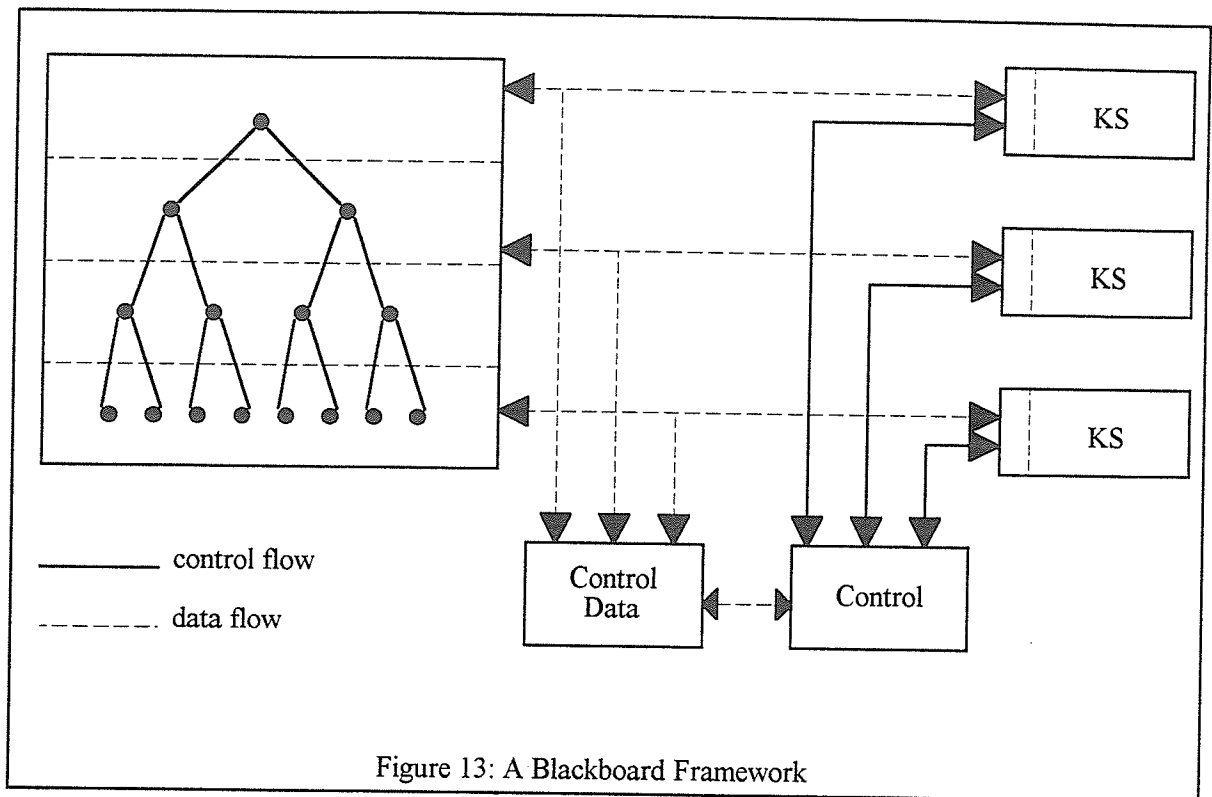 KS
KS
KS
Control
Data
Control
control flow
data flow
Figure 13: A Blackboard Framework